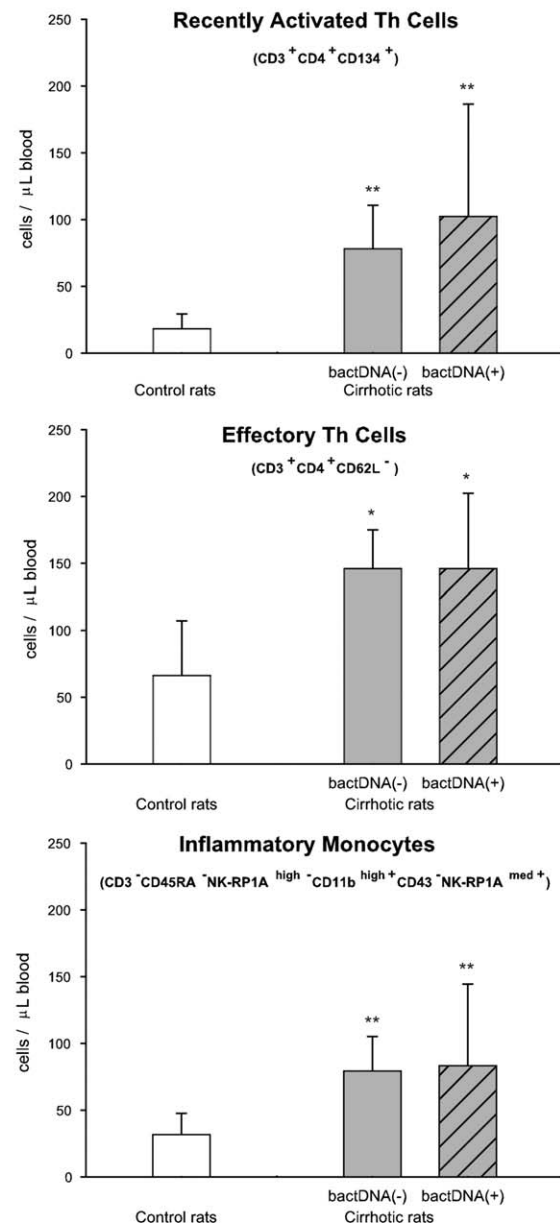 Recently Activated Th Cells
(CD3 + CD4 + CD134 +)
250
200
150
100
50
0
cells / μL blood
**
**
bactDNA(-) bactDNA(+)
Control rats Cirrhotic rats
Effectory Th Cells
(CD3 + CD4 + CD62L -)
250
200
150
100
50
0
cells / μL blood
*
*
bactDNA(-) bactDNA(+)
Control rats Cirrhotic rats
Inflammatory Monocytes
(CD3 - CD45RA - NK-RP1A high - CD11b high + CD43 - NK-RP1A med +)
250
200
150
100
50
0
cells / μL blood
**
**
bactDNA(-) bactDNA(+)
Control rats Cirrhotic rats